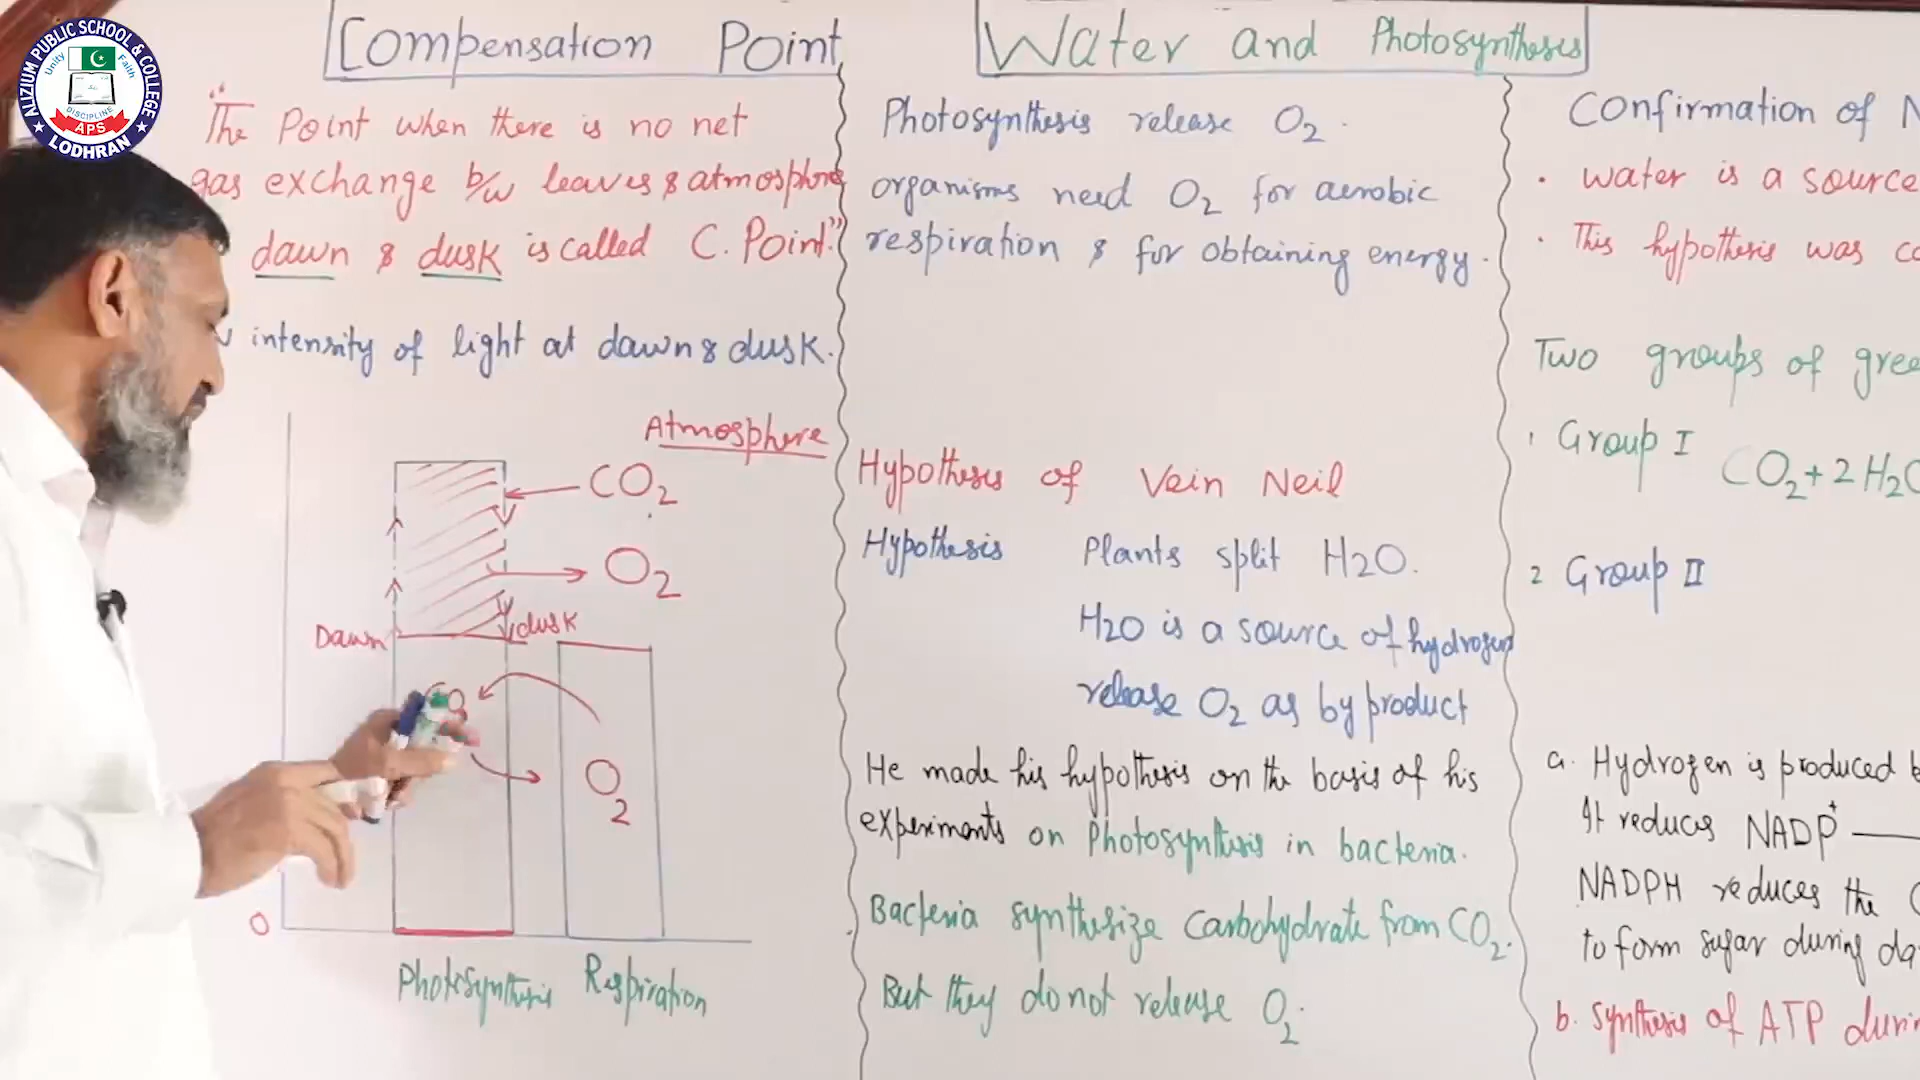 ALIZIUM PUBLIC SCHOOL & COLLEGE
Unity
Faith
DISCIPLINE
APS
LODHRAN
Compensation Point
"The Point when there is no net
gas exchange b/w leaves & atmosphere
dawn & dusk is called C. Point."
intensity of light at dawn & dusk.
Atmosphere
CO2
O2
Dawn
dusk
O2
0
Photosynthesis Respiration
Water and Photosynthesis
Photosynthesis release O2.
organisms need O2 for aerobic
respiration & for obtaining energy.
Hypothesis of Vein Neil
Hypothesis Plants split H2O.
H2O is a source of hydrogen
release O2 as by product
He made his hypothesis on the basis of his
experiments on Photosynthesis in bacteria.
Bacteria synthesize Carbohydrate from CO2.
But they do not release O2.
Confirmation of N
• water is a source
• This hypothesis was co
Two groups of gree
1 Group I
CO2 + 2H2O
2 Group II
a. Hydrogen is produced b
It reduces NADP+
NADPH reduces the C
to form sugar during da
b. Synthesis of ATP durin